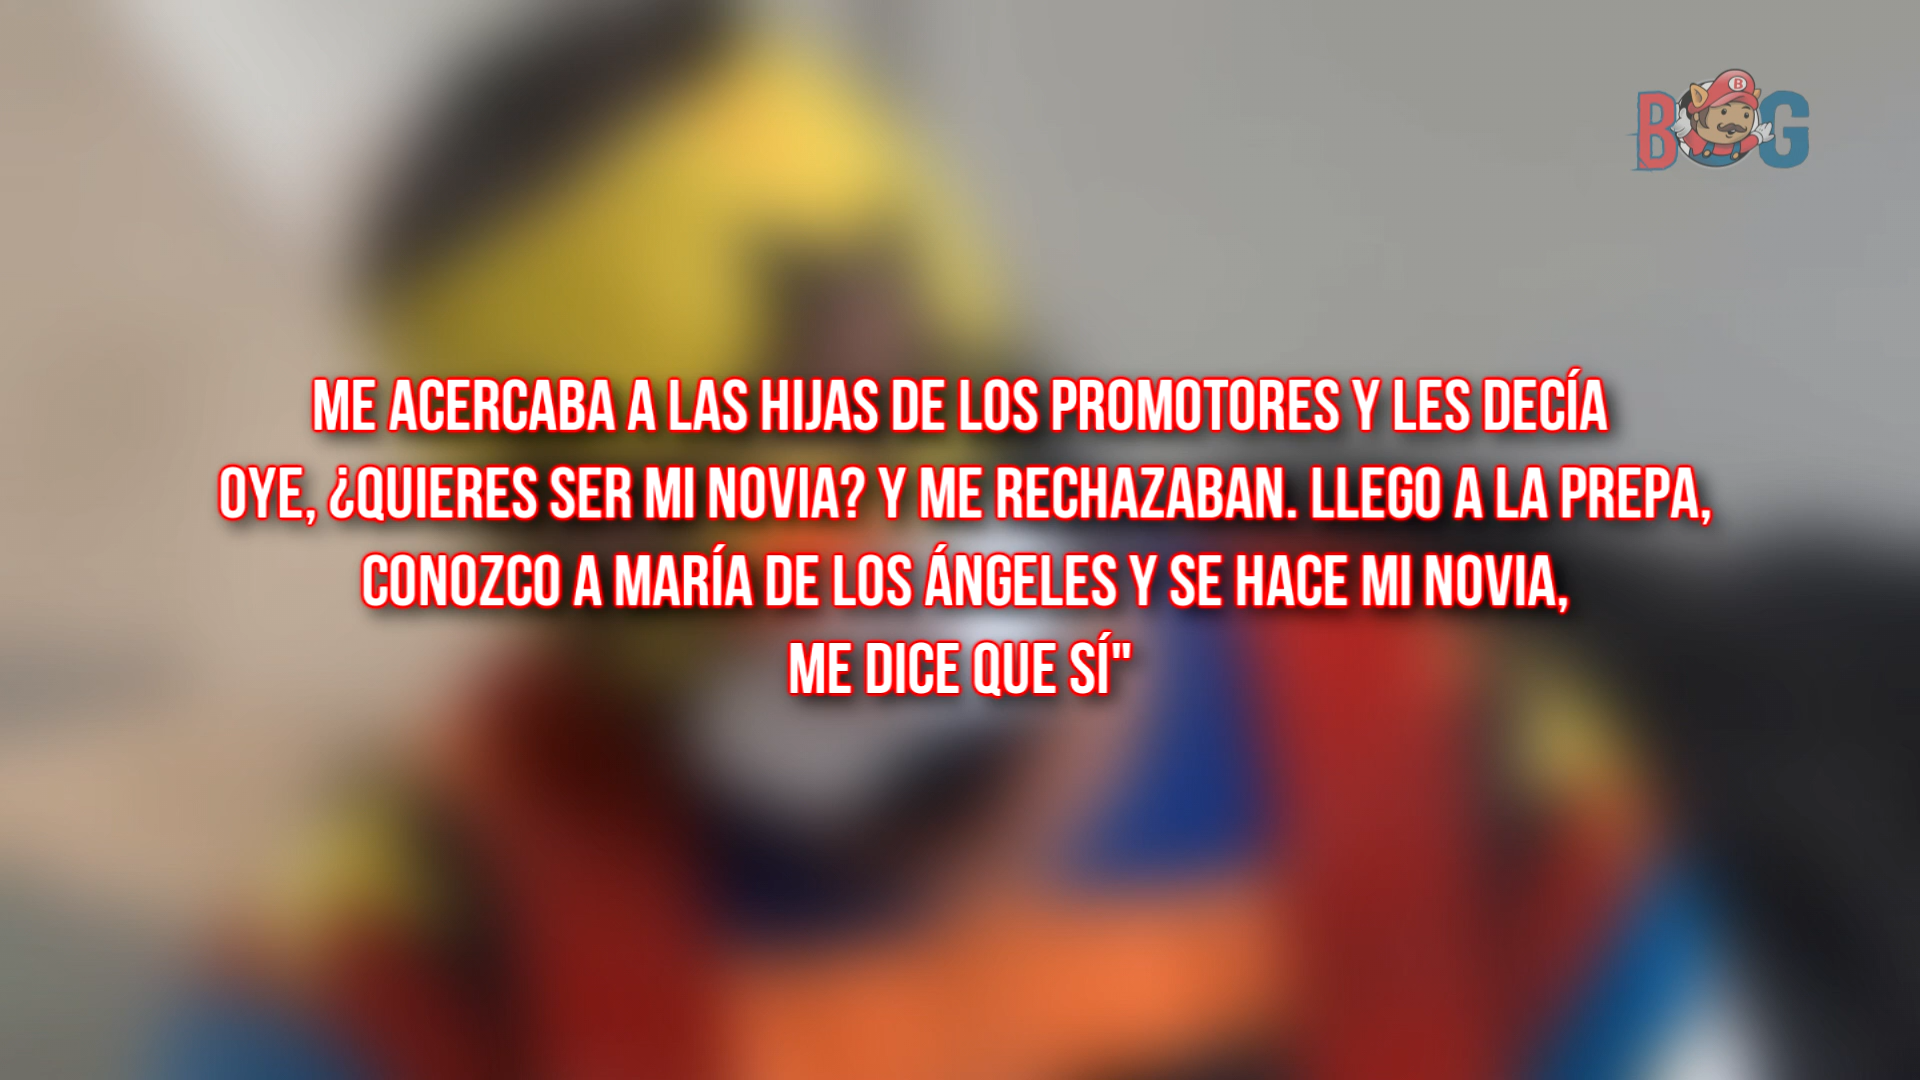 BOG
ME ACERCABA A LAS HIJAS DE LOS PROMOTORES Y LES DECÍA
OYE, ¿QUIERES SER MI NOVIA? Y ME RECHAZABAN. LLEGO A LA PREPA,
CONOZCO A MARÍA DE LOS ÁNGELES Y SE HACE MI NOVIA,
ME DICE QUE SÍ"